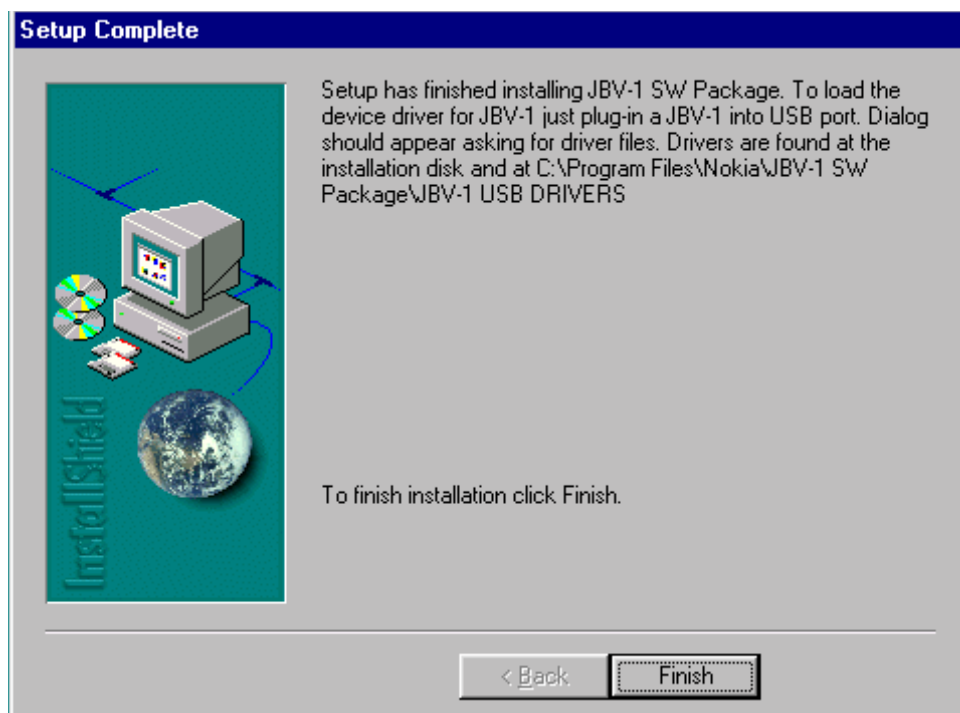 Setup Complete
Setup has finished installing JBV-1 SW Package. To load the
device driver for JBV-1 just plug-in a JBV-1 into USB port. Dialog
should appear asking for driver files. Drivers are found at the
installation disk and at C:\Program Files\Nokia\JBV-1 SW
Package\JBV-1 USB DRIVERS
InstallShield
To finish installation click Finish.
< Back
Finish